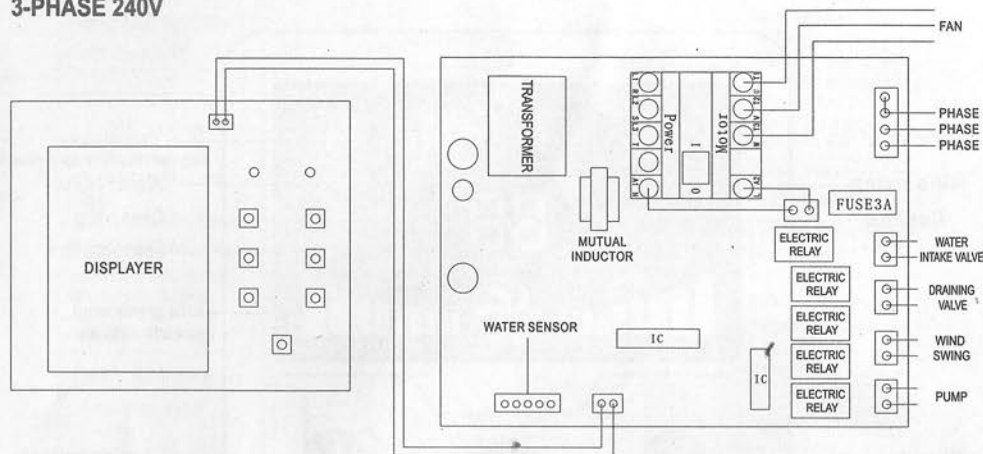 3-PHASE 240V
FAN
TRANSFORMER
Power
Motor
I
O
PHASE
PHASE
PHASE
FUSE3A
MUTUAL
INDUCTOR
ELECTRIC
RELAY
WATER
INTAKE VALVE
DISPLAYER
ELECTRIC
RELAY
DRAINING
VALVE
WATER SENSOR
IC
ELECTRIC
RELAY
WIND
SWING
IC
ELECTRIC
RELAY
ELECTRIC
RELAY
PUMP